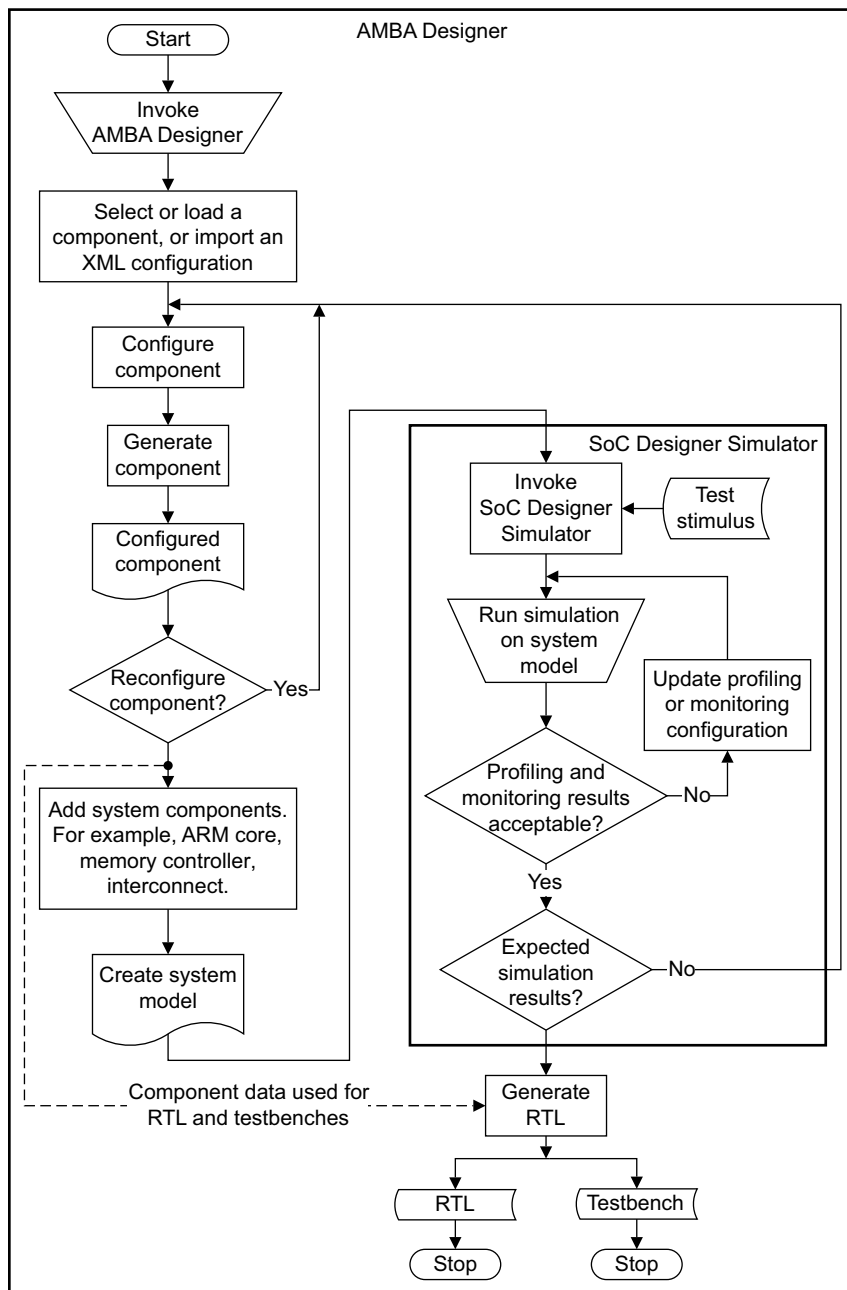 AMBA Designer
Start
Invoke
AMBA Designer
Select or load a
component, or import an
XML configuration
Configure
component
Generate
component
Configured
component
Reconfigure
component?
Yes
Add system components.
For example, ARM core,
memory controller,
interconnect.
Create system
model
SoC Designer Simulator
Invoke
SoC Designer
Simulator
Test
stimulus
Run simulation
on system
model
Update profiling
or monitoring
configuration
Profiling and
monitoring results
acceptable?
No
Yes
Expected
simulation
results?
No
Component data used for
RTL and testbenches
Generate
RTL
RTL
Testbench
Stop
Stop